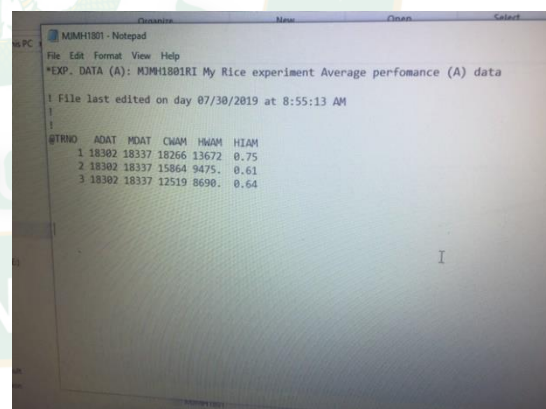 Organize New Open Select
MJMH1801 - Notepad
File Edit Format View Help
*EXP. DATA (A): MJMH1801RI My Rice experiment Average perfomance (A) data
! File last edited on day 07/30/2019 at 8:55:13 AM
!
!
@TRNO ADAT MDAT CWAM HWAM HIAM
1 18302 18337 18266 13672 0.75
2 18302 18337 15864 9475. 0.61
3 18302 18337 12519 8690. 0.64
!